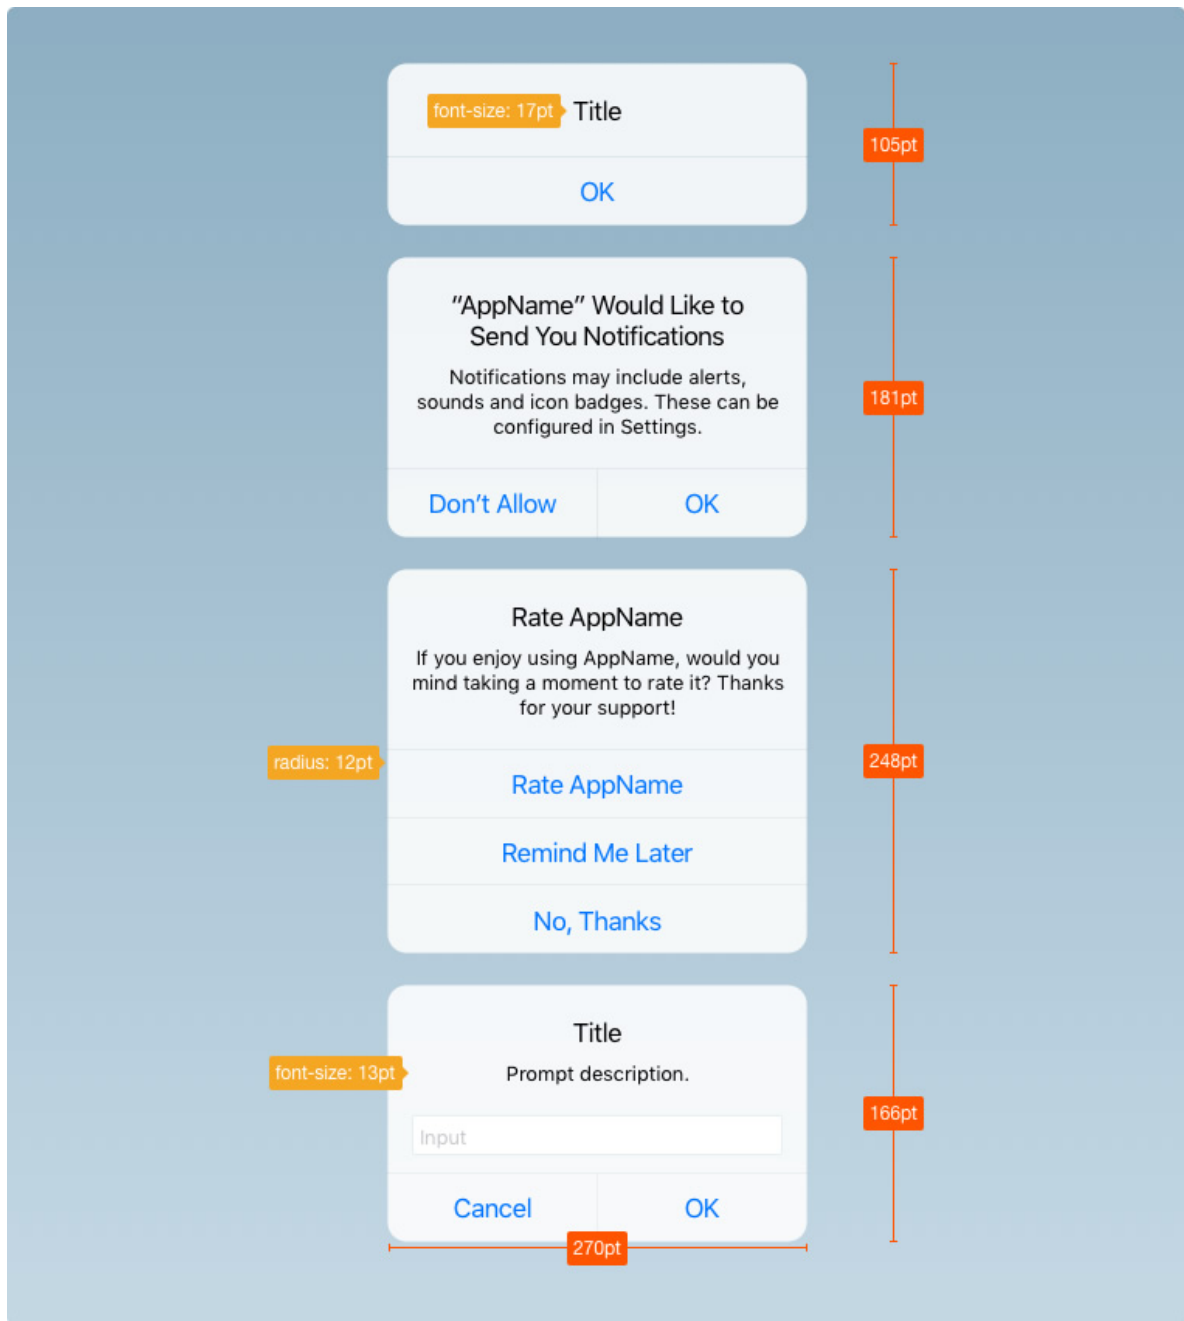 font-size: 17pt
Title
105pt
OK
“AppName” Would Like to
Send You Notifications
Notifications may include alerts,
sounds and icon badges. These can be
configured in Settings.
181pt
Don’t Allow
OK
Rate AppName
If you enjoy using AppName, would you
mind taking a moment to rate it? Thanks
for your support!
radius: 12pt
248pt
Rate AppName
Remind Me Later
No, Thanks
Title
font-size: 13pt
Prompt description.
166pt
Input
Cancel
OK
270pt